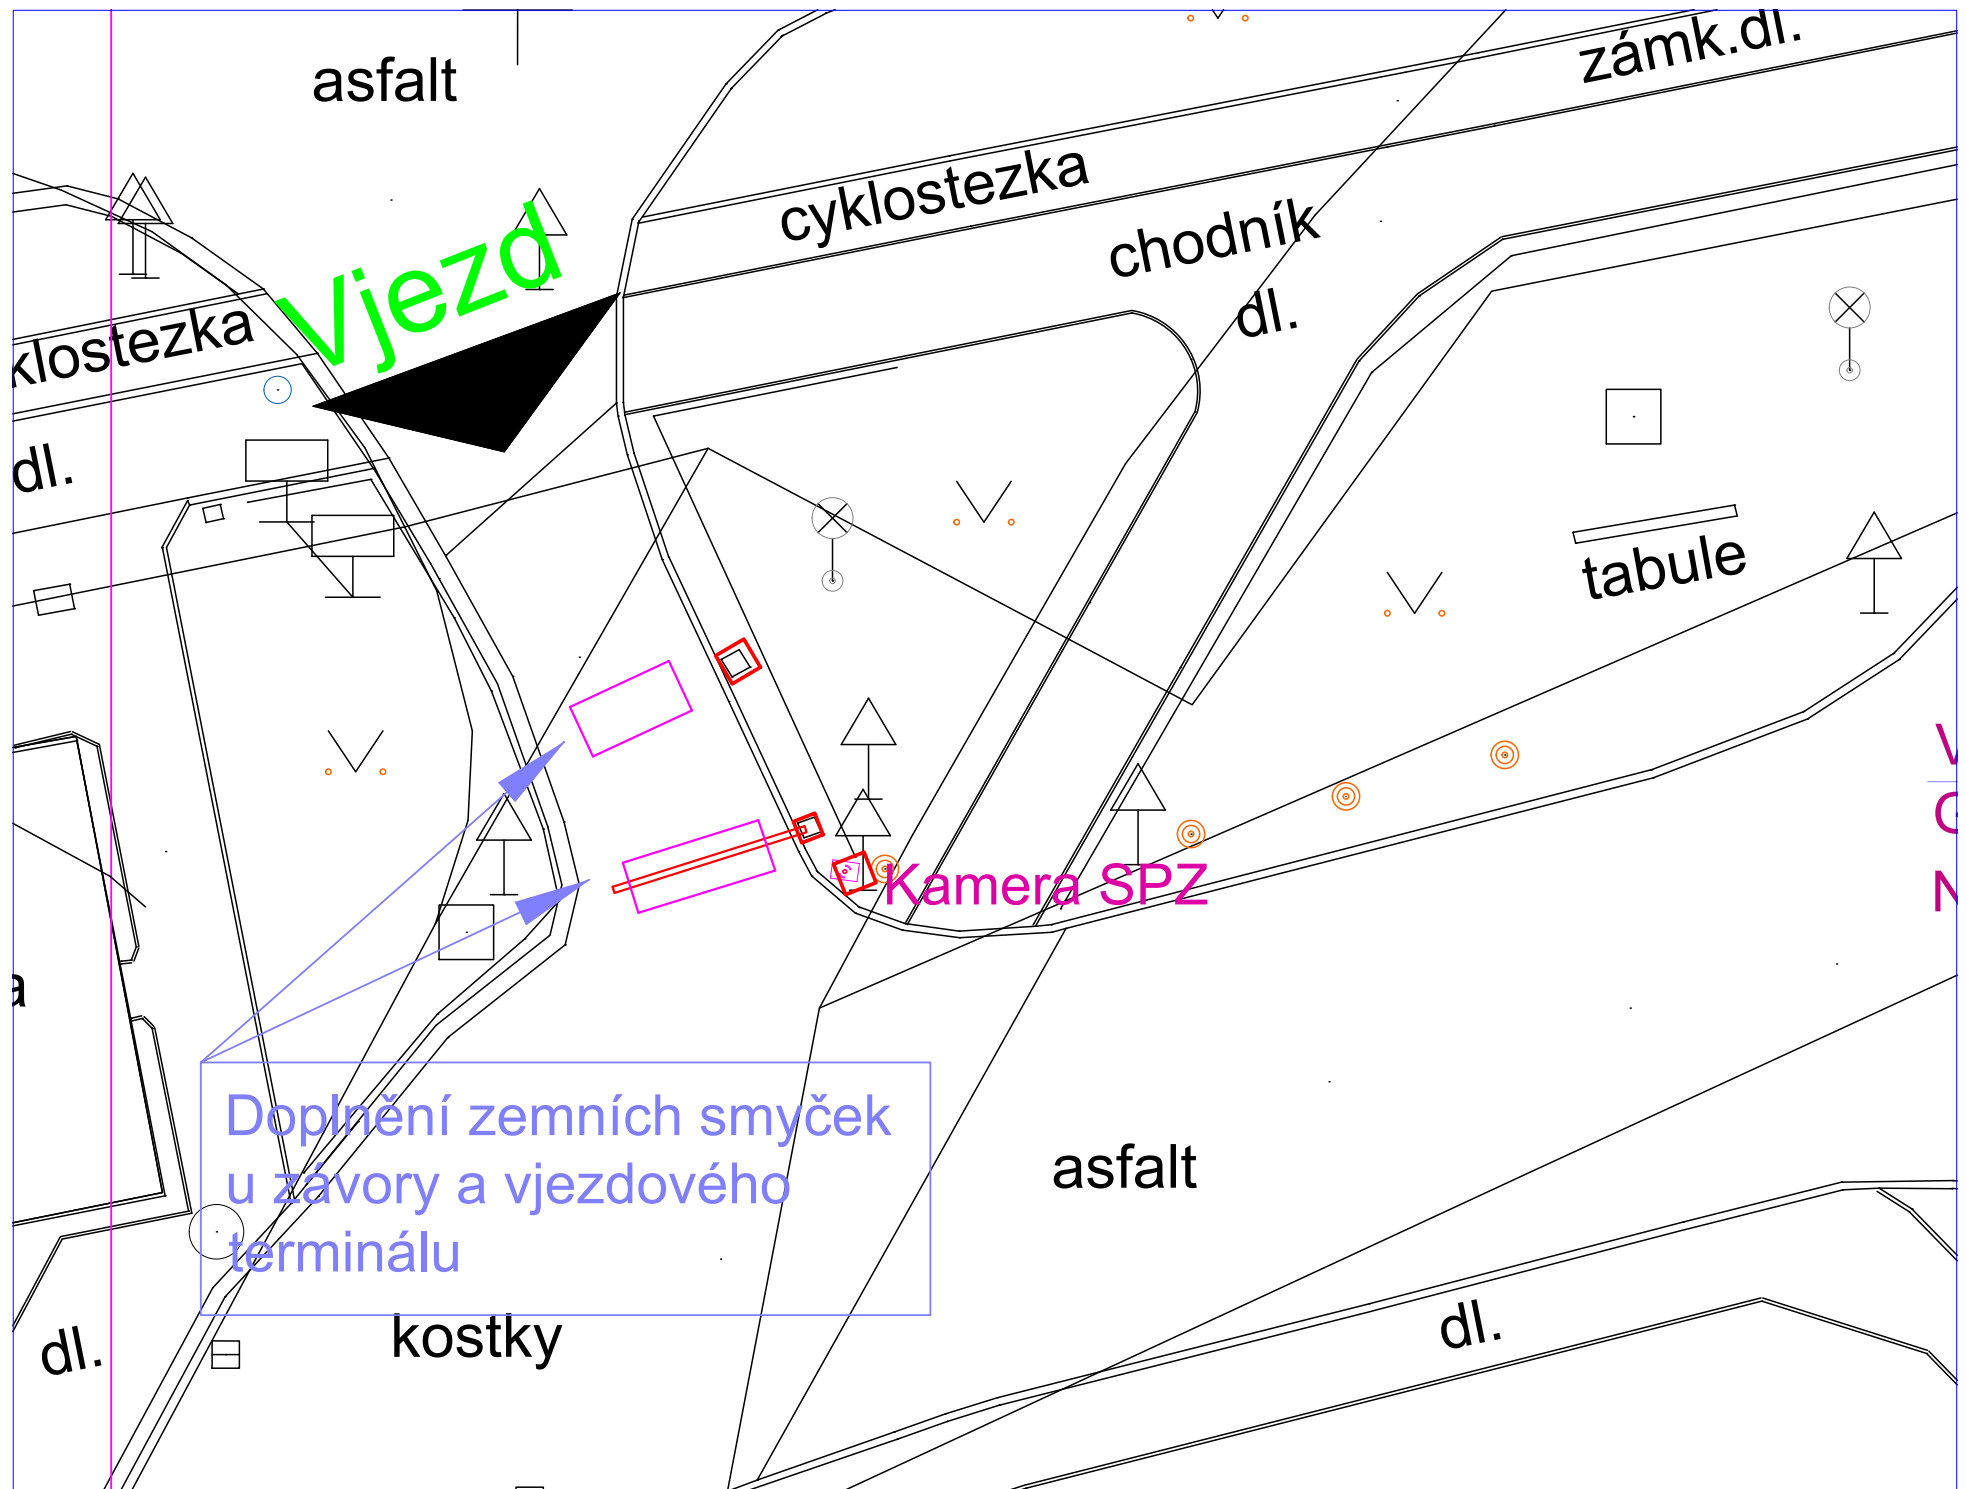 asfalt
zámk.dl.
cyklostezka
chodník
dl.
Vjezd
klostezka
dl.
tabule
Kamera SPZ
Doplnění zemních smyček
u závory a vjezdového
terminálu
asfalt
kostky
dl.
dl.